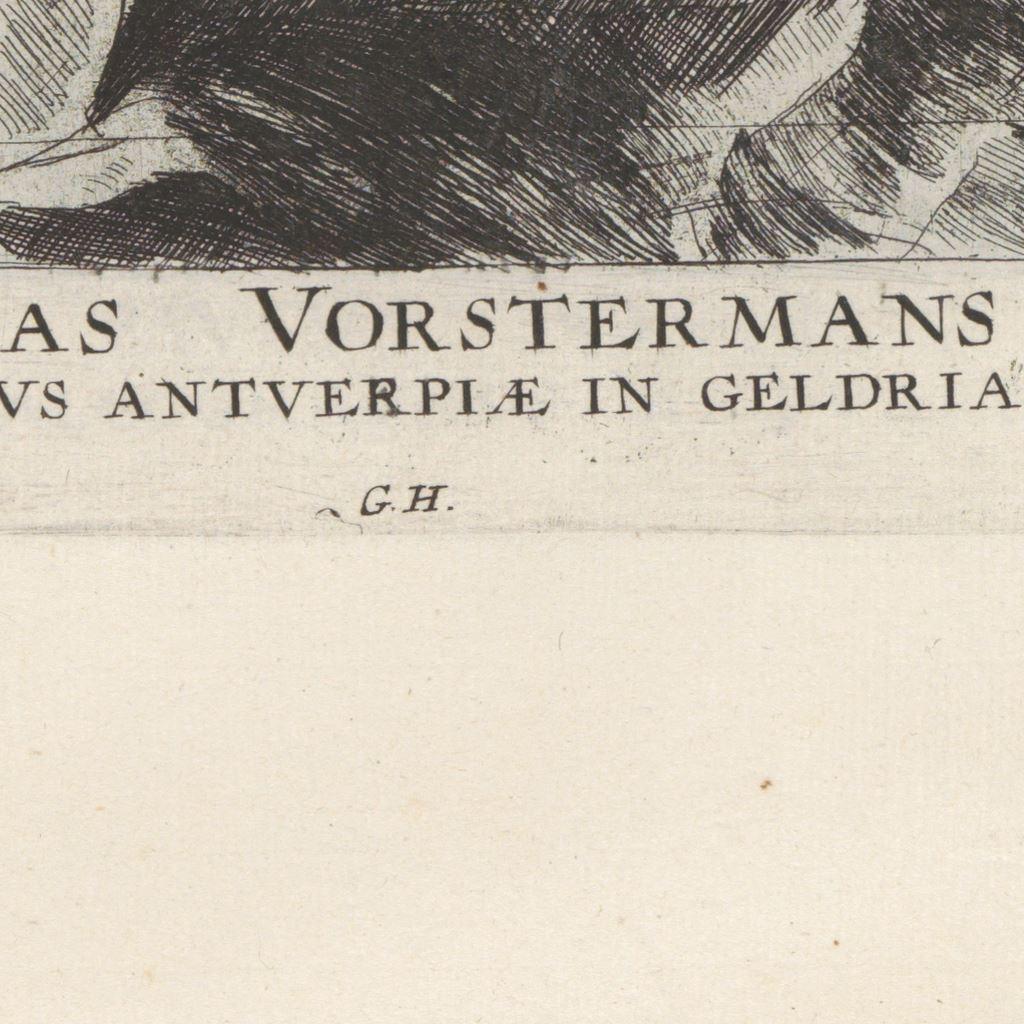 AS VORSTERMANS
VS ANTVERPIÆ IN GELDRIA
G.H.